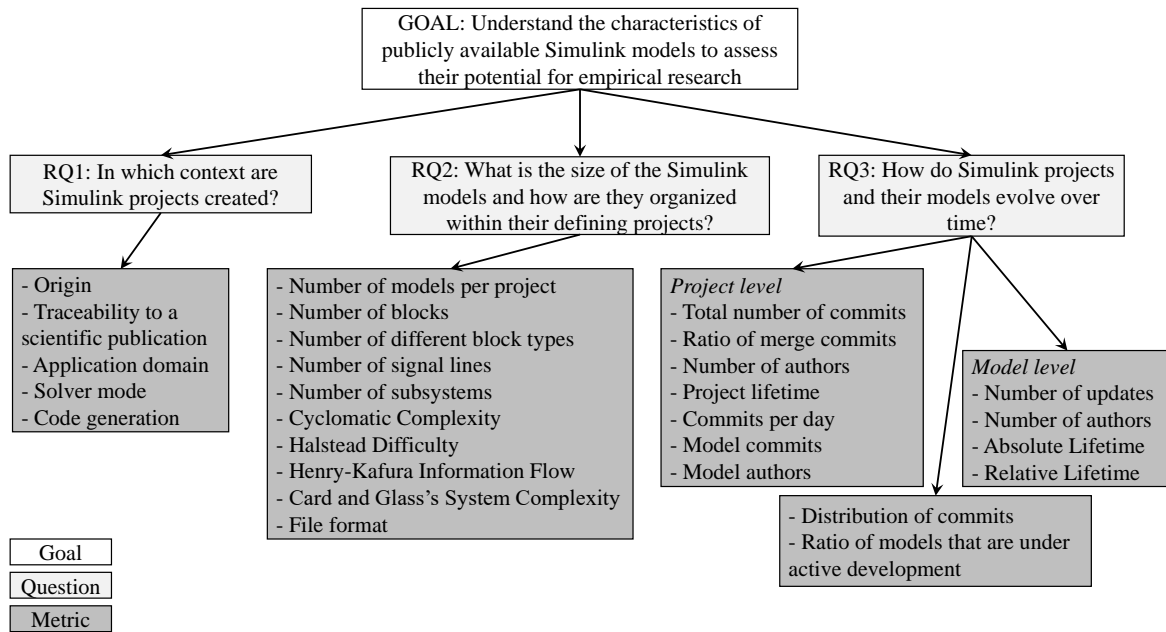 GOAL: Understand the characteristics of
publicly available Simulink models to assess
their potential for empirical research
RQ1: In which context are
Simulink projects created?
RQ2: What is the size of the Simulink
models and how are they organized
within their defining projects?
RQ3: How do Simulink projects
and their models evolve over
time?
- Origin
- Traceability to a
scientific publication
- Application domain
- Solver mode
- Code generation
- Number of models per project
- Number of blocks
- Number of different block types
- Number of signal lines
- Number of subsystems
- Cyclomatic Complexity
- Halstead Difficulty
- Henry-Kafura Information Flow
- Card and Glass's System Complexity
- File format
Project level
- Total number of commits
- Ratio of merge commits
- Number of authors
- Project lifetime
- Commits per day
- Model commits
- Model authors
Model level
- Number of updates
- Number of authors
- Absolute Lifetime
- Relative Lifetime
- Distribution of commits
- Ratio of models that are under
active development
Goal
Question
Metric